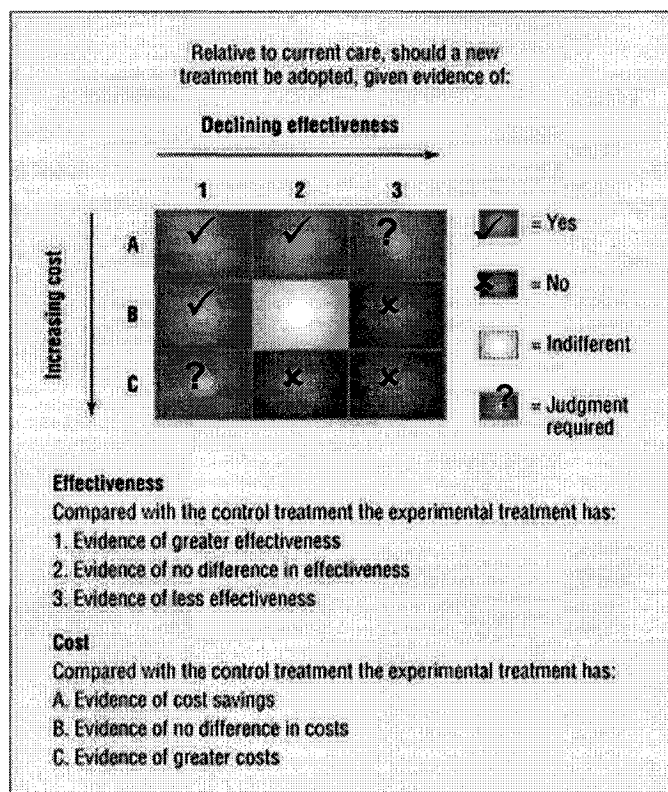 Relative to current care, should a new
treatment be adopted, given evidence of:
Declining effectiveness
1 2 3
Increasing cost
A ✓ ✓ ?
B ✓ ×
C ? × ×
✓ = Yes
× = No
= Indifferent
? = Judgment
required
Effectiveness
Compared with the control treatment the experimental treatment has:
1. Evidence of greater effectiveness
2. Evidence of no difference in effectiveness
3. Evidence of less effectiveness
Cost
Compared with the control treatment the experimental treatment has:
A. Evidence of cost savings
B. Evidence of no difference in costs
C. Evidence of greater costs